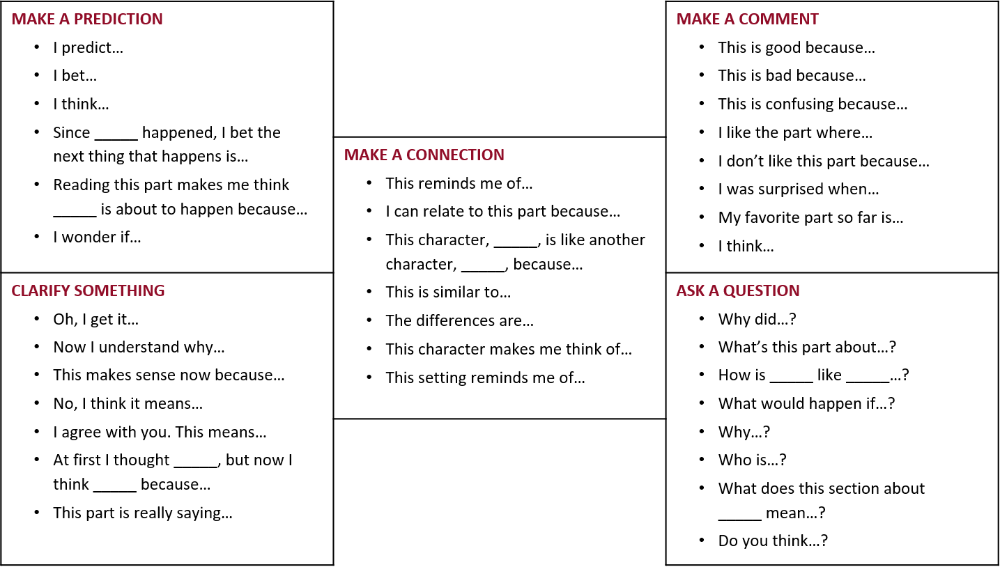 MAKE A PREDICTION
• I predict…
• I bet…
• I think…
• Since _____ happened, I bet the
next thing that happens is…
• Reading this part makes me think
_____ is about to happen because…
• I wonder if…
CLARIFY SOMETHING
• Oh, I get it…
• Now I understand why…
• This makes sense now because…
• No, I think it means…
• I agree with you. This means…
• At first I thought _____, but now I
think _____ because…
• This part is really saying…
MAKE A CONNECTION
• This reminds me of…
• I can relate to this part because…
• This character, _____, is like another
character, _____, because…
• This is similar to…
• The differences are…
• This character makes me think of…
• This setting reminds me of…
MAKE A COMMENT
• This is good because…
• This is bad because…
• This is confusing because…
• I like the part where…
• I don’t like this part because…
• I was surprised when…
• My favorite part so far is…
• I think…
ASK A QUESTION
• Why did…?
• What’s this part about…?
• How is _____ like _____…?
• What would happen if…?
• Why…?
• Who is…?
• What does this section about
_____ mean…?
• Do you think…?